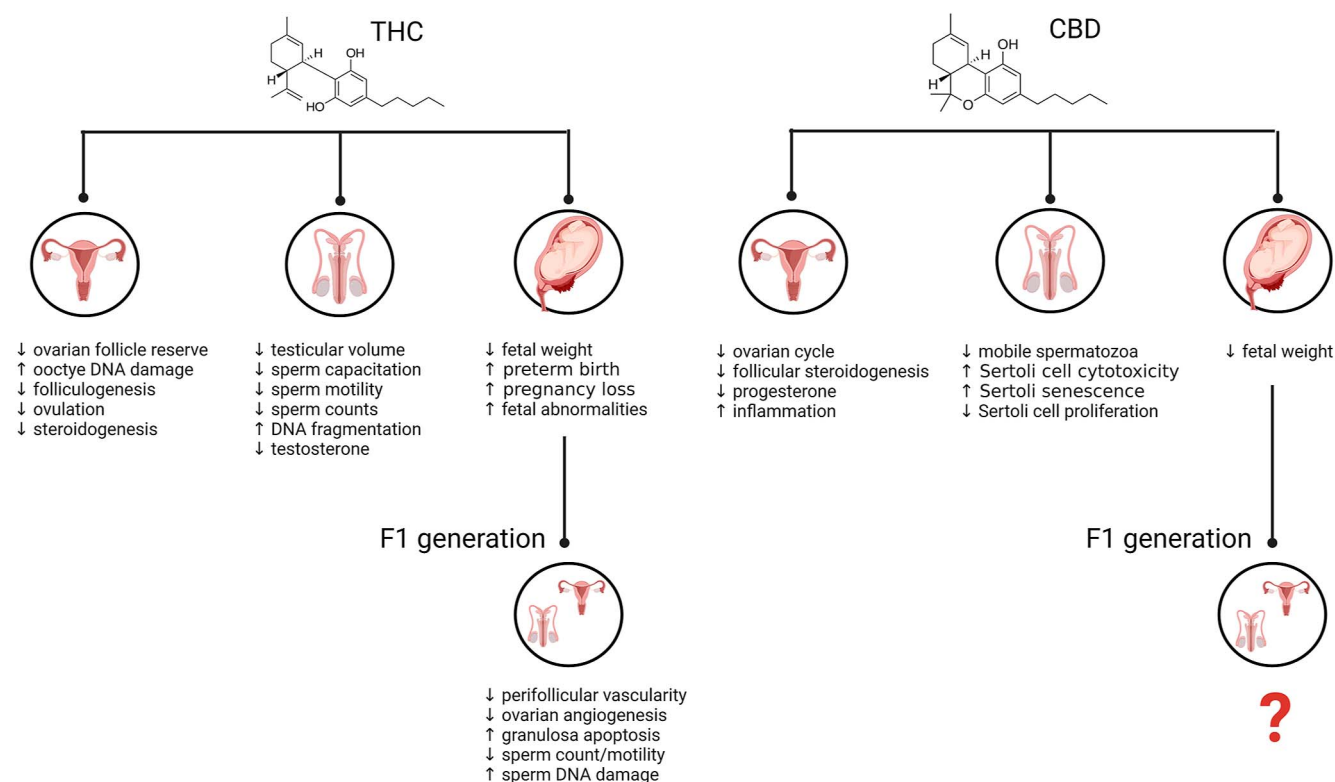 THC
H
OH
H
HO
↓ ovarian follicle reserve
↑ ooctye DNA damage
↓ folliculogenesis
↓ ovulation
↓ steroidogenesis
↓ testicular volume
↓ sperm capacitation
↓ sperm motility
↓ sperm counts
↑ DNA fragmentation
↓ testosterone
↓ fetal weight
↑ preterm birth
↑ pregnancy loss
↑ fetal abnormalities
F1 generation
↓ perifollicular vascularity
↓ ovarian angiogenesis
↑ granulosa apoptosis
↓ sperm count/motility
↑ sperm DNA damage
CBD
OH
H
H
O
↓ ovarian cycle
↓ follicular steroidogenesis
↓ progesterone
↑ inflammation
↓ mobile spermatozoa
↑ Sertoli cell cytotoxicity
↑ Sertoli senescence
↓ Sertoli cell proliferation
↓ fetal weight
F1 generation
?